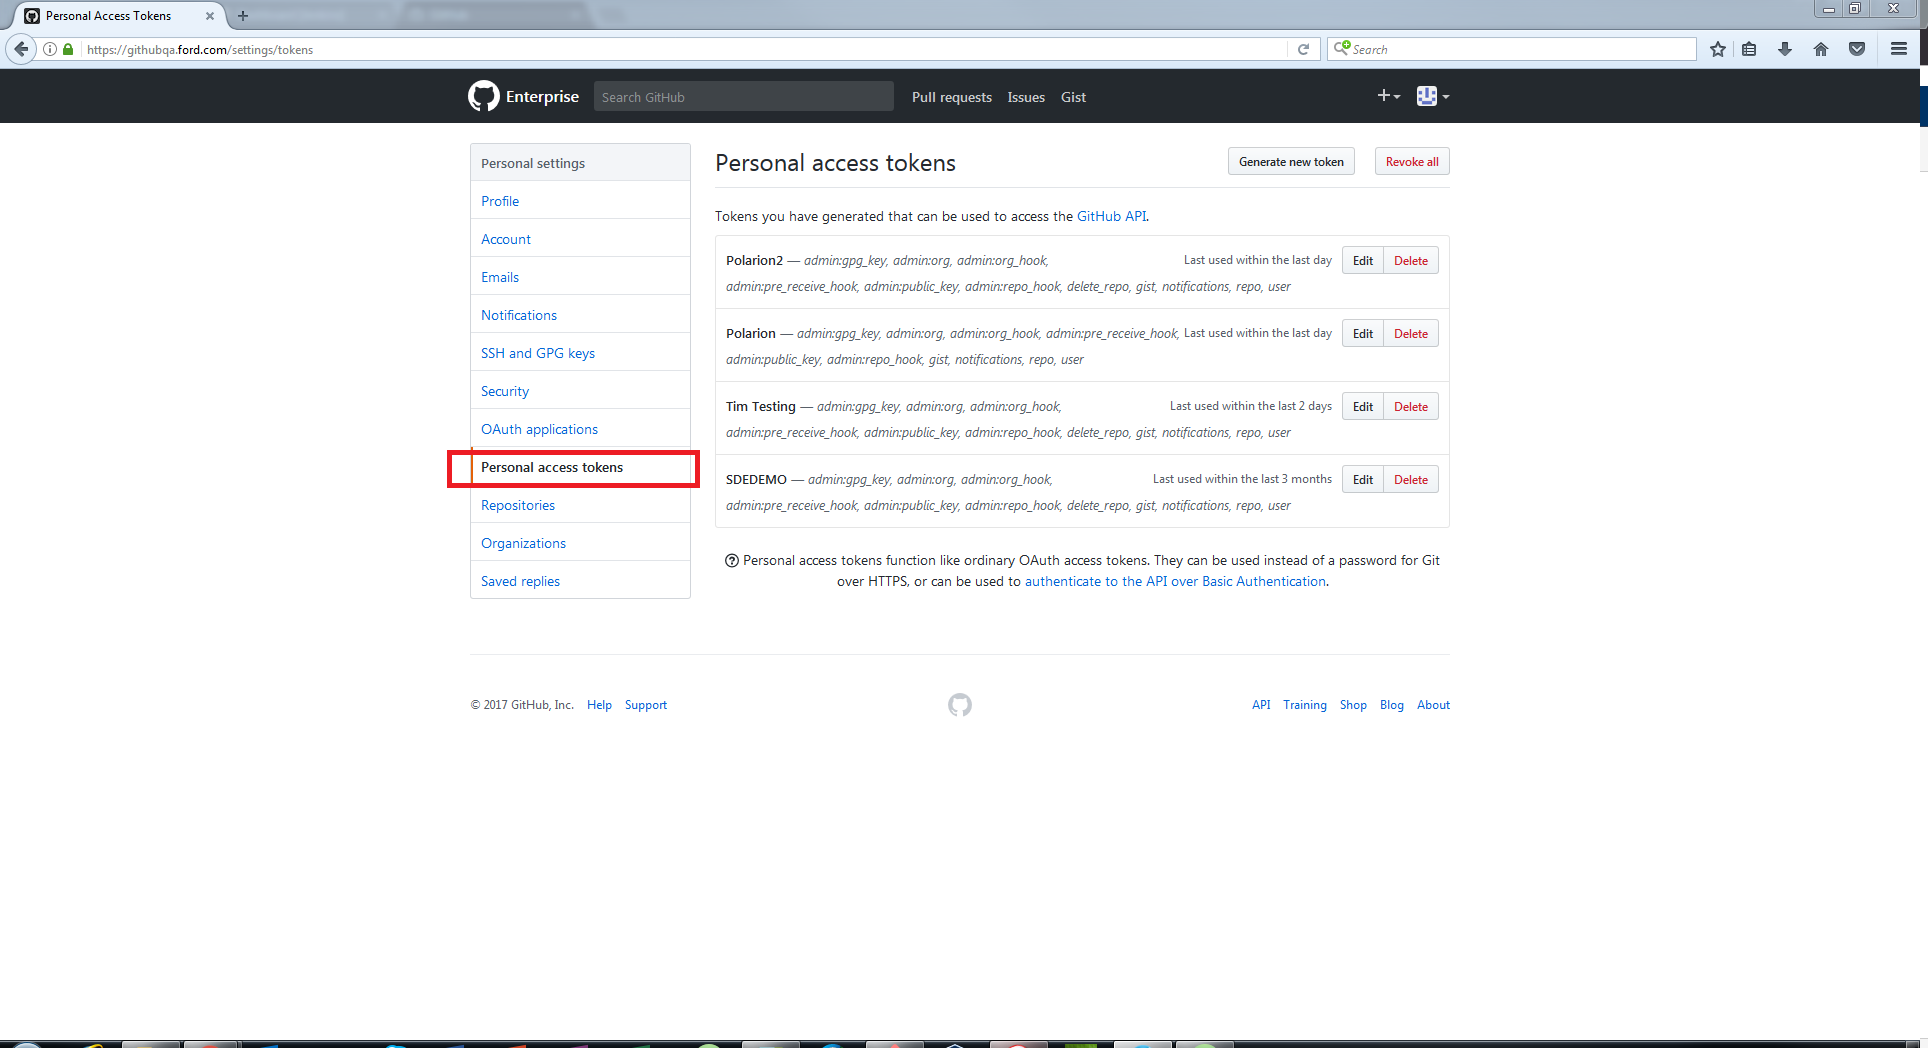 Personal Access Tokens
https://githubqa.ford.com/settings/tokens
Search
Enterprise
Search GitHub
Pull requests
Issues
Gist
Personal settings
Profile
Account
Emails
Notifications
SSH and GPG keys
Security
OAuth applications
Personal access tokens
Repositories
Organizations
Saved replies
Personal access tokens
Generate new token
Revoke all
Tokens you have generated that can be used to access the GitHub API.
Polarion2 — admin:gpg_key, admin:org, admin:org_hook,
admin:pre_receive_hook, admin:public_key, admin:repo_hook, delete_repo, gist, notifications, repo, user
Last used within the last day
Edit
Delete
Polarion — admin:gpg_key, admin:org, admin:org_hook, admin:pre_receive_hook,
admin:public_key, admin:repo_hook, gist, notifications, repo, user
Last used within the last day
Edit
Delete
Tim Testing — admin:gpg_key, admin:org, admin:org_hook,
admin:pre_receive_hook, admin:public_key, admin:repo_hook, delete_repo, gist, notifications, repo, user
Last used within the last 2 days
Edit
Delete
SDEDEMO — admin:gpg_key, admin:org, admin:org_hook,
admin:pre_receive_hook, admin:public_key, admin:repo_hook, delete_repo, gist, notifications, repo, user
Last used within the last 3 months
Edit
Delete
Personal access tokens function like ordinary OAuth access tokens. They can be used instead of a password for Git
over HTTPS, or can be used to authenticate to the API over Basic Authentication.
© 2017 GitHub, Inc.
Help
Support
API
Training
Shop
Blog
About